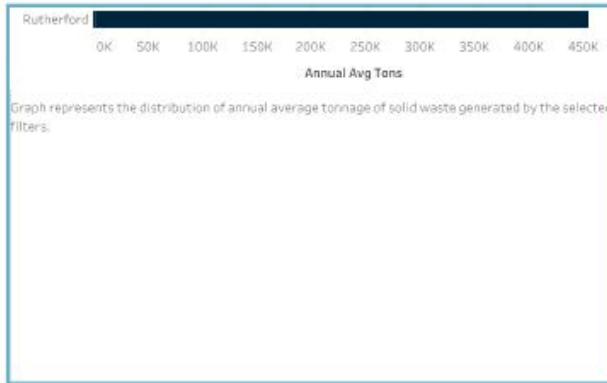 Rutherford
0K 50K 100K 150K 200K 250K 300K 350K 400K 450K
Annual Avg Tons
Graph represents the distribution of annual average tonnage of solid waste generated by the selected
filters.